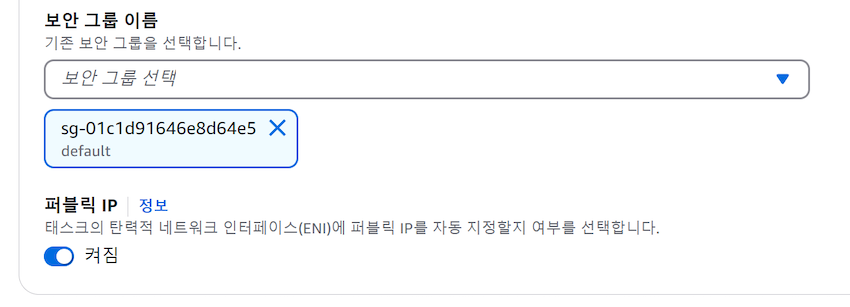 보안 그룹 이름
기존 보안 그룹을 선택합니다.
보안 그룹 선택
sg-01c1d91646e8d64e5
default
퍼블릭 IP 정보
태스크의 탄력적 네트워크 인터페이스(ENI)에 퍼블릭 IP를 자동 지정할지 여부를 선택합니다.
켜짐